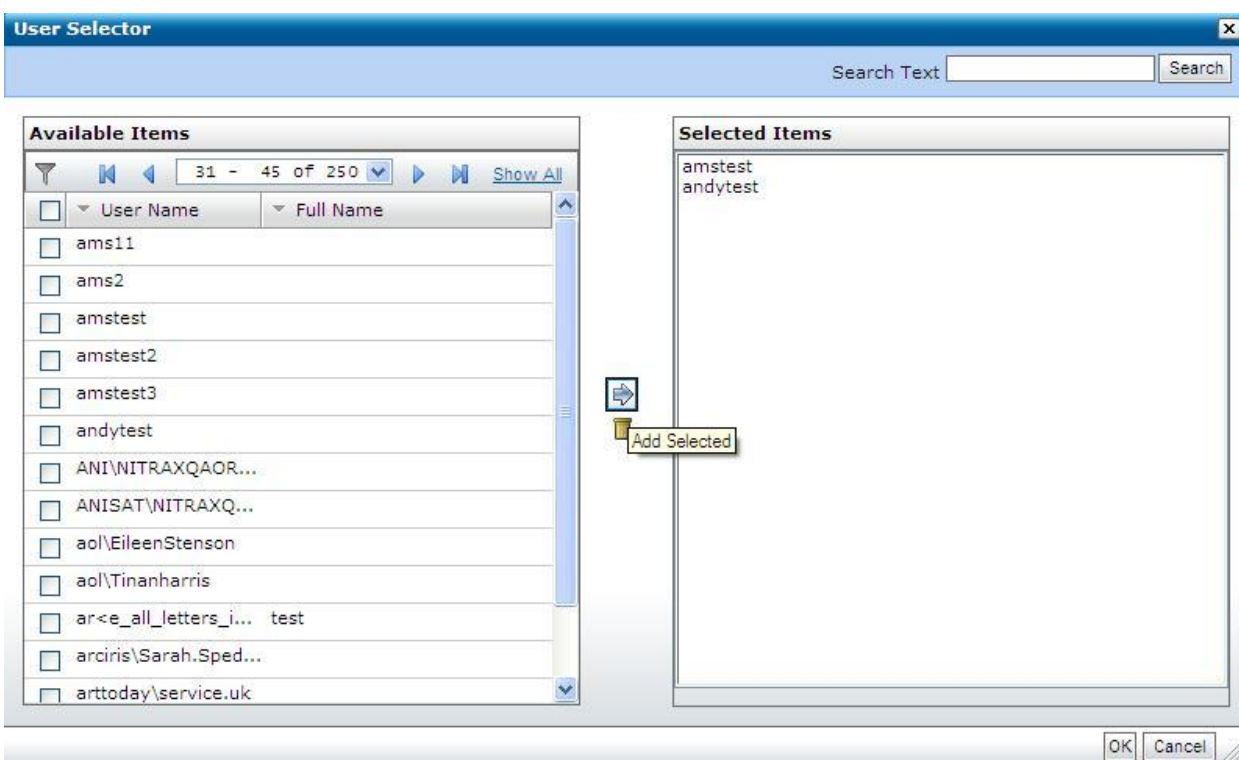 User Selector
Search Text Search
Available Items
31 - 45 of 250 Show All
User Name Full Name
ams11
ams2
amstest
amstest2
amstest3
andytest
ANI\NITRAXQAOR...
ANISAT\NITRAXQ...
aol\EileenStenson
aol\Tinanharris
ar<e_all_letters_i... test
arciris\Sarah.Sped...
arttoday\service.uk
Add Selected
Selected Items
amstest
andytest
OK Cancel